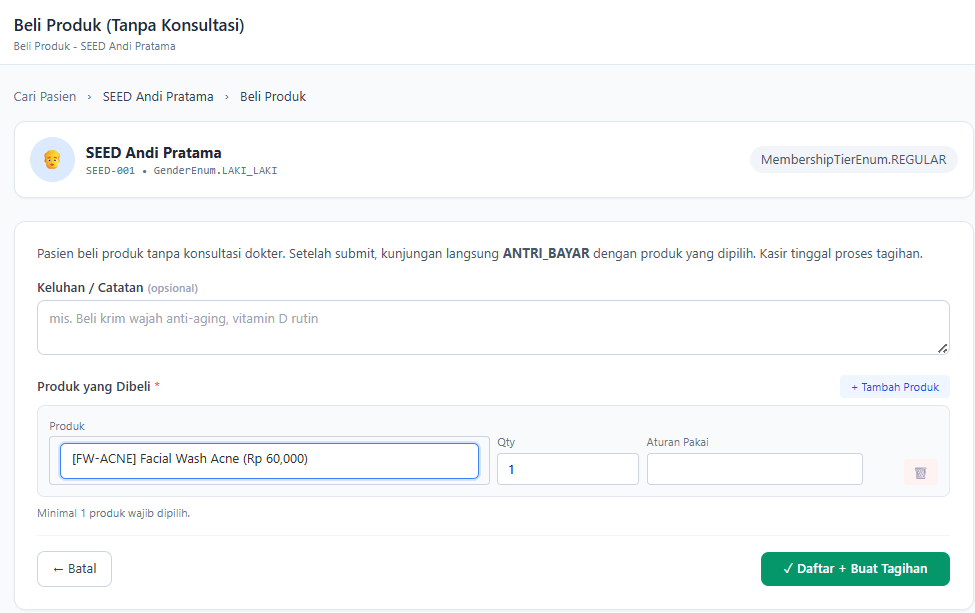 Beli Produk (Tanpa Konsultasi)
Beli Produk - SEED Andi Pratama
Cari Pasien › SEED Andi Pratama › Beli Produk
SEED Andi Pratama
SEED-001 • GenderEnum.LAKI_LAKI
MembershipTierEnum.REGULAR
Pasien beli produk tanpa konsultasi dokter. Setelah submit, kunjungan langsung ANTRI_BAYAR dengan produk yang dipilih. Kasir tinggal proses tagihan.
Keluhan / Catatan (opsional)
mis. Beli krim wajah anti-aging, vitamin D rutin
Produk yang Dibeli *
+ Tambah Produk
Produk
[FW-ACNE] Facial Wash Acne (Rp 60,000)
Qty
1
Aturan Pakai
Minimal 1 produk wajib dipilih.
← Batal
✓ Daftar + Buat Tagihan